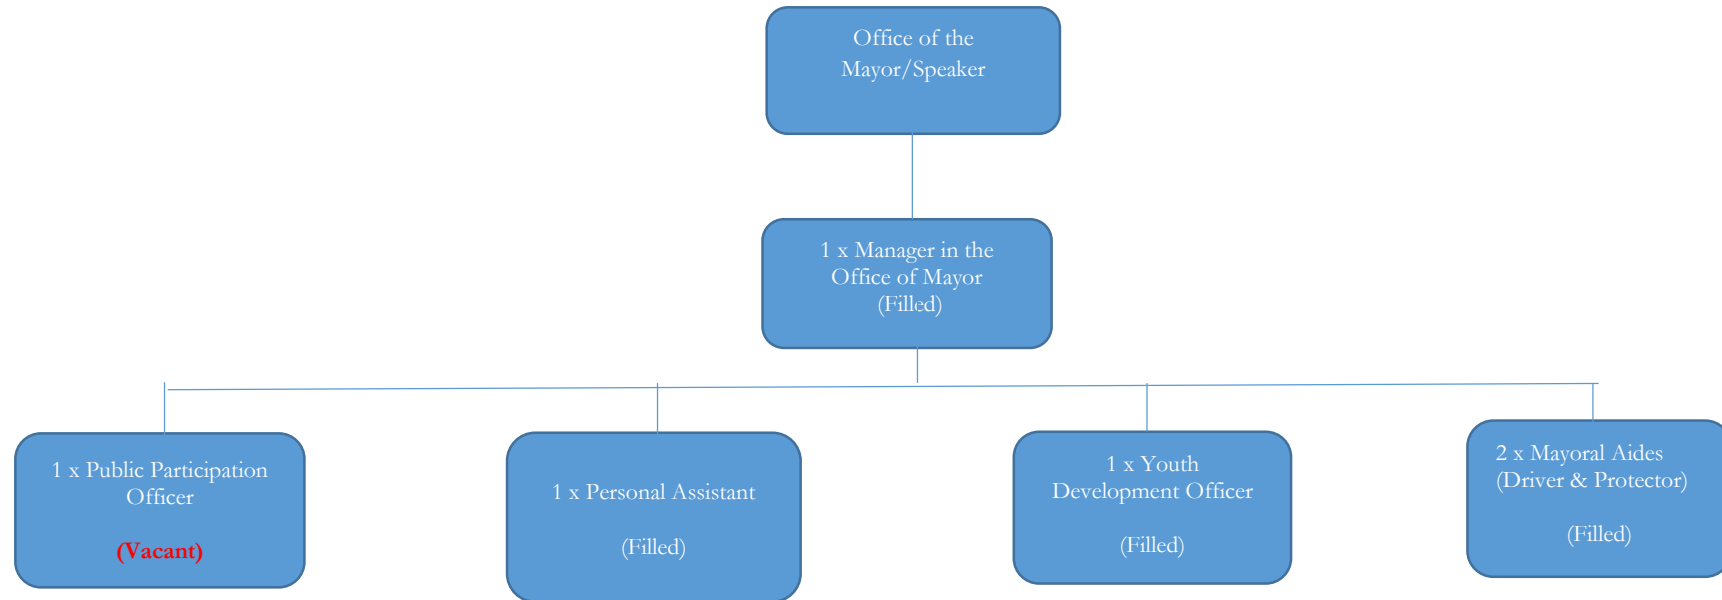 Office of the
Mayor/Speaker
1 x Manager in the
Office of Mayor
(Filled)
1 x Public Participation
Officer
(Vacant)
1 x Personal Assistant
(Filled)
1 x Youth
Development Officer
(Filled)
2 x Mayoral Aides
(Driver & Protector)
(Filled)